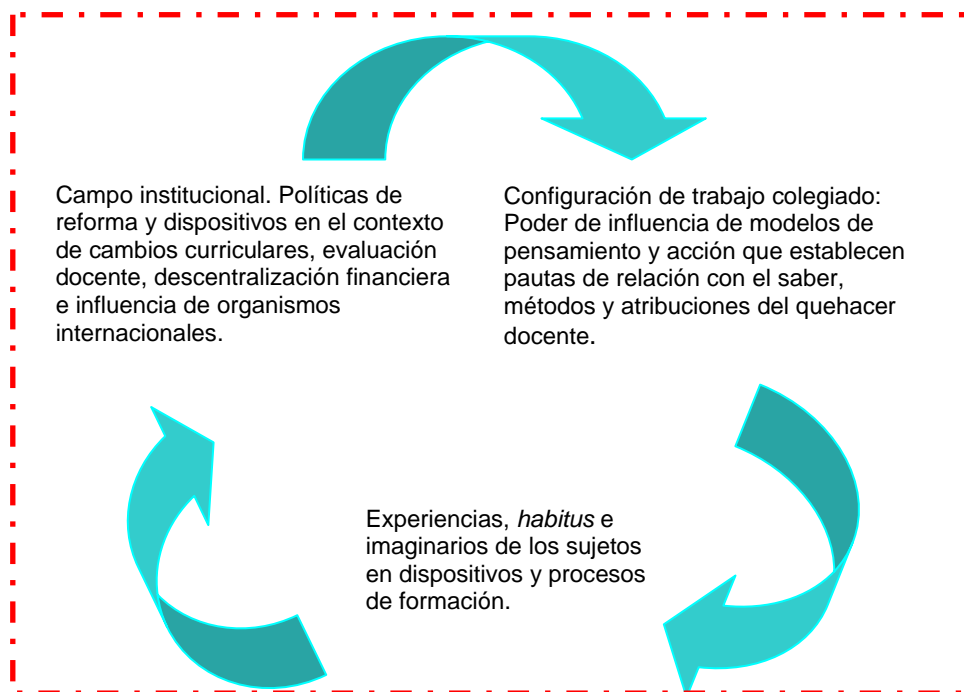 Campo institucional. Políticas de
reforma y dispositivos en el contexto
de cambios curriculares, evaluación
docente, descentralización financiera
e influencia de organismos
internacionales.
Configuración de trabajo colegiado:
Poder de influencia de modelos de
pensamiento y acción que establecen
pautas de relación con el saber,
métodos y atribuciones del quehacer
docente.
Experiencias, habitus e
imaginarios de los sujetos
en dispositivos y procesos
de formación.